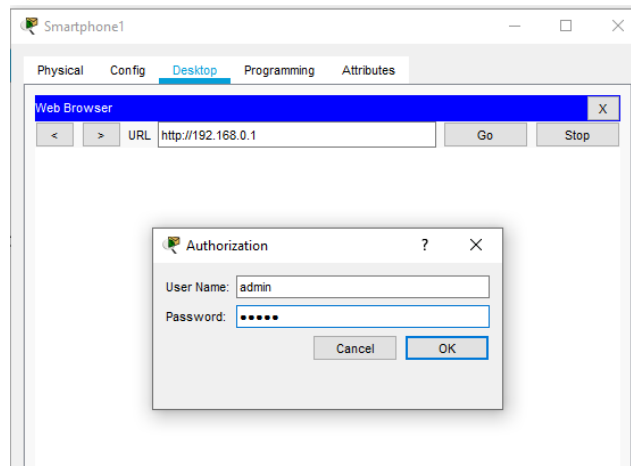 Smartphone1
Physical Config Desktop Programming Attributes
Web Browser X
< > URL http://192.168.0.1 Go Stop
Authorization ? X
User Name: admin
Password: •••••
Cancel OK